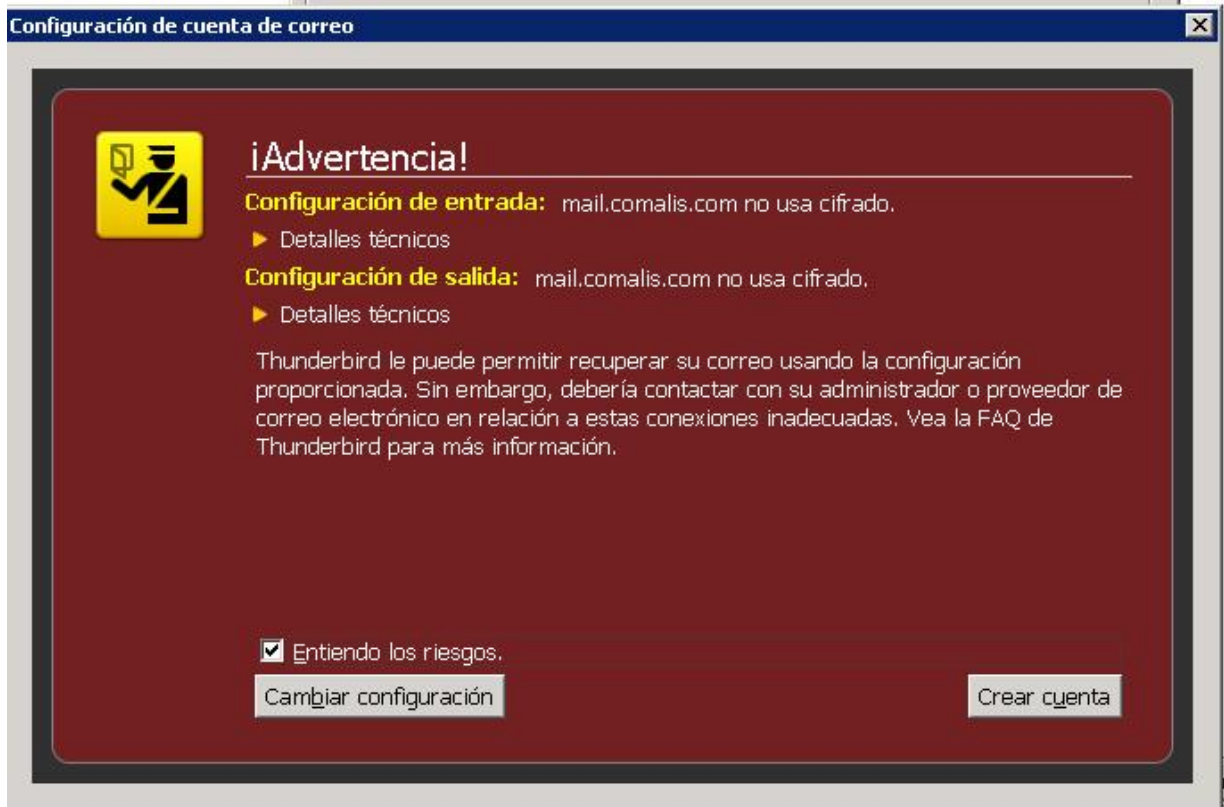 Configuración de cuenta de correo
¡Advertencia!
Configuración de entrada: mail.comalis.com no usa cifrado.
Detalles técnicos
Configuración de salida: mail.comalis.com no usa cifrado.
Detalles técnicos
Thunderbird le puede permitir recuperar su correo usando la configuración
proporcionada. Sin embargo, debería contactar con su administrador o proveedor de
correo electrónico en relación a estas conexiones inadecuadas. Vea la FAQ de
Thunderbird para más información.
Entiendo los riesgos.
Cambiar configuración
Crear cuenta